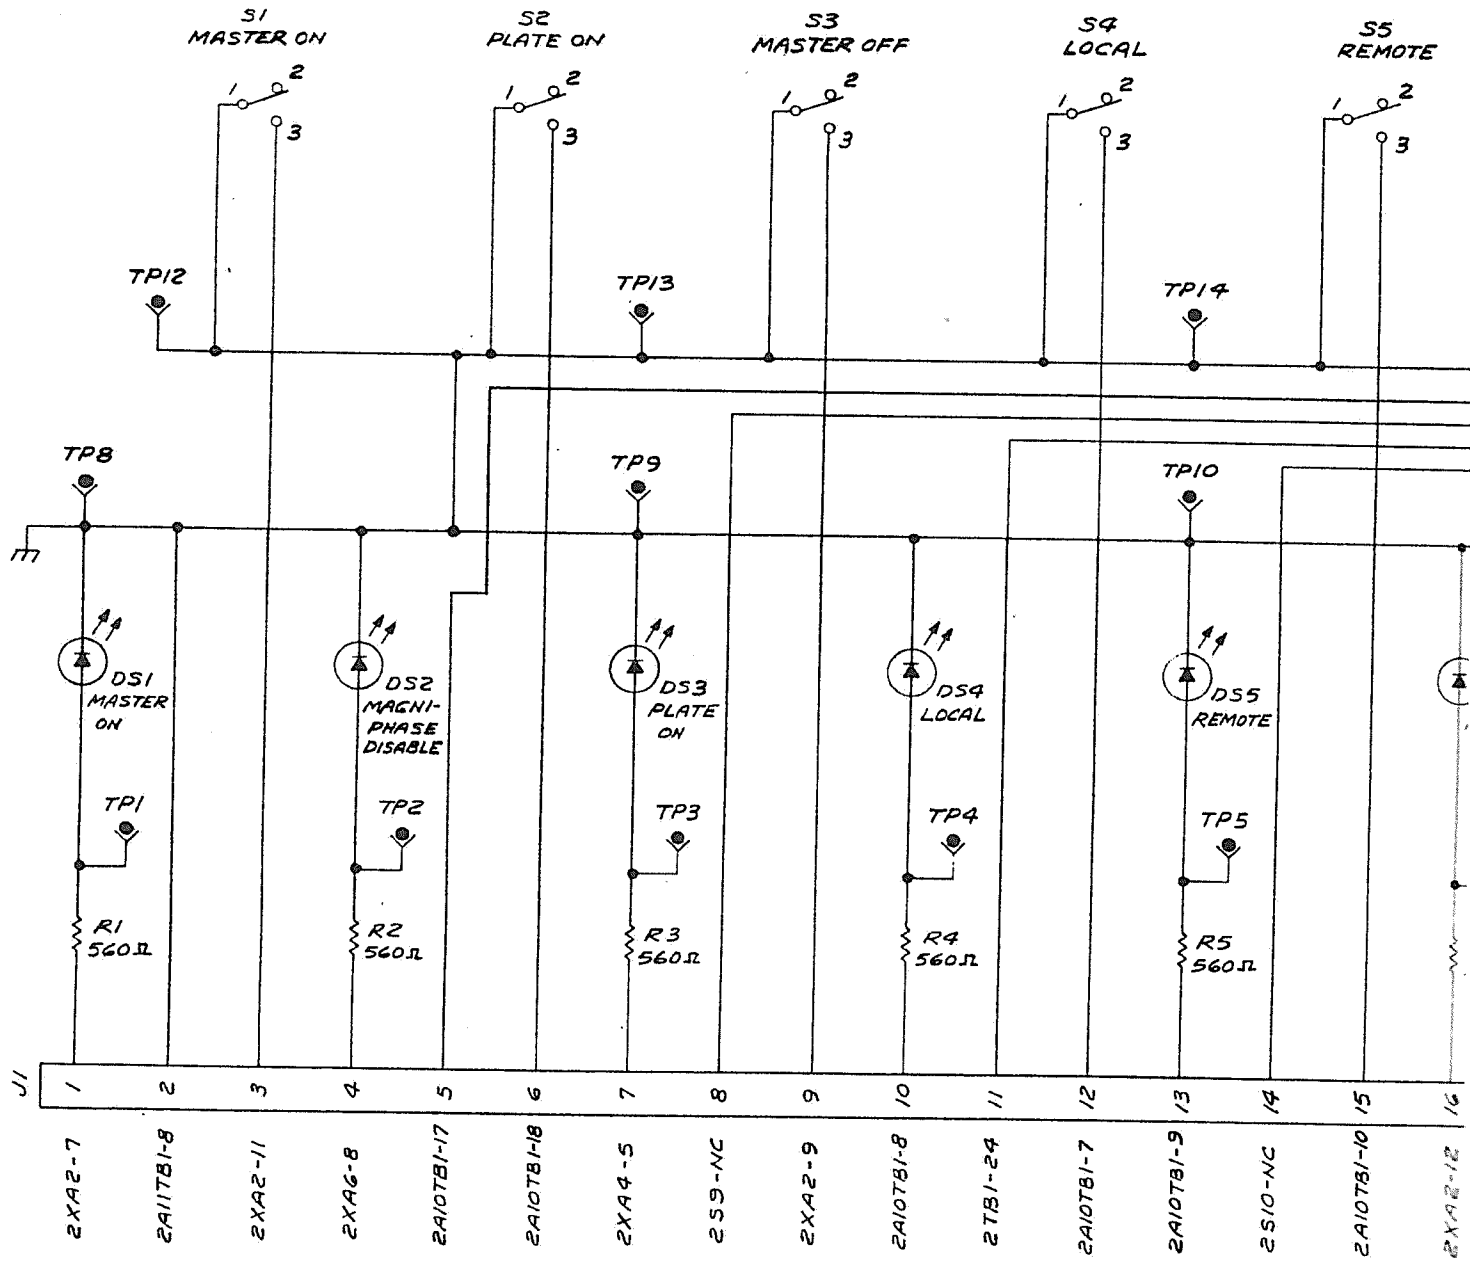 S1
MASTER ON
S2
PLATE ON
S3
MASTER OFF
S4
LOCAL
S5
REMOTE
1 2
3
1 2
3
1 2
3
1 2
3
1 2
3
TP12
TP13
TP14
TP8
TP9
TP10
DS1
MASTER
ON
DS2
MAGNI-
PHASE
DISABLE
DS3
PLATE
ON
DS4
LOCAL
DS5
REMOTE
TP1
TP2
TP3
TP4
TP5
R1
560Ω
R2
560Ω
R3
560Ω
R4
560Ω
R5
560Ω
J1
1 2 3 4 5 6 7 8 9 10 11 12 13 14 15 16
2XA2-7
2A11TB1-8
2XA2-11
2XA6-8
2A10TB1-17
2A10TB1-18
2XA4-5
2S9-NC
2XA2-9
2A10TB1-8
2TB1-24
2A10TB1-7
2A10TB1-9
2S10-NC
2A10TB1-10
2XA2-12